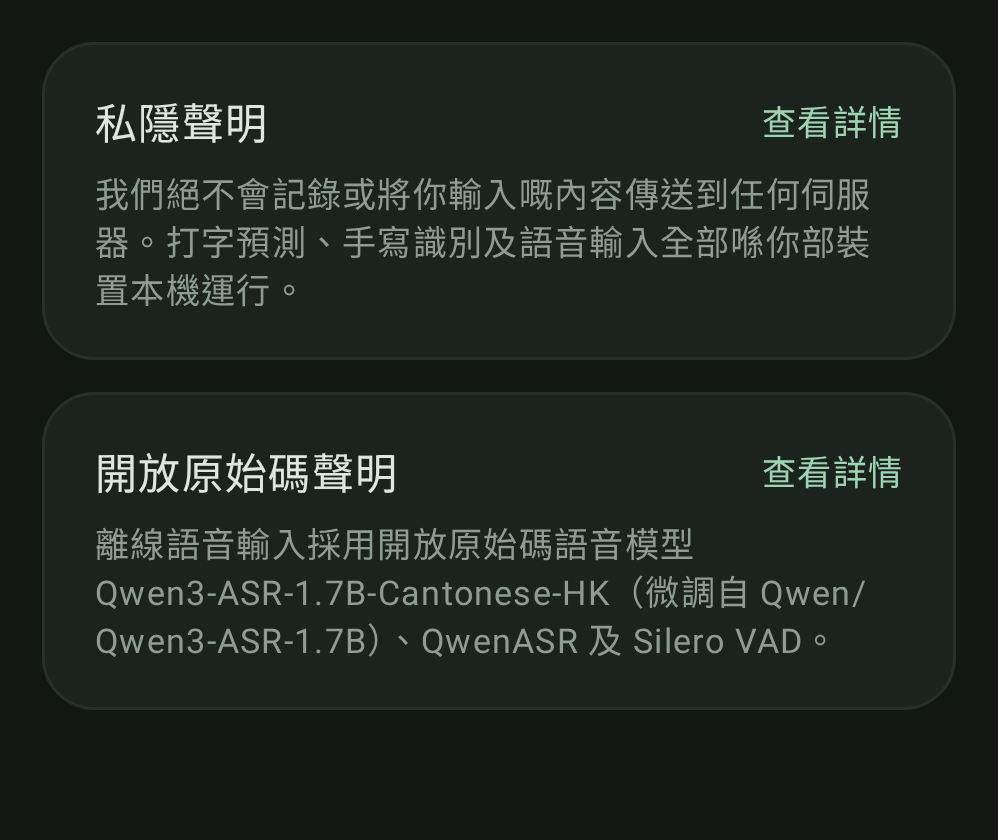 私隱聲明
查看詳情
我們絕不會記錄或將你輸入嘅內容傳送到任何伺服
器。打字預測、手寫識別及語音輸入全部喺你部裝
置本機運行。
開放原始碼聲明
查看詳情
離線語音輸入採用開放原始碼語音模型
Qwen3-ASR-1.7B-Cantonese-HK（微調自 Qwen/
Qwen3-ASR-1.7B）、QwenASR 及 Silero VAD。